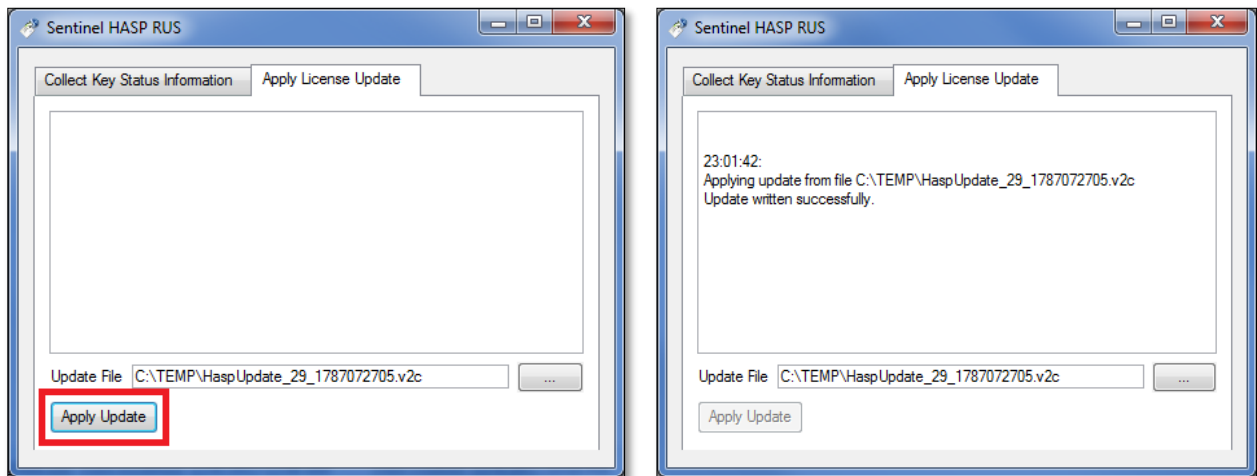 Sentinel HASP RUS
Collect Key Status Information
Apply License Update
Update File C:\TEMP\HaspUpdate_29_1787072705.v2c ...
Apply Update
Sentinel HASP RUS
Collect Key Status Information
Apply License Update
23:01:42:
Applying update from file C:\TEMP\HaspUpdate_29_1787072705.v2c
Update written successfully.
Update File C:\TEMP\HaspUpdate_29_1787072705.v2c ...
Apply Update